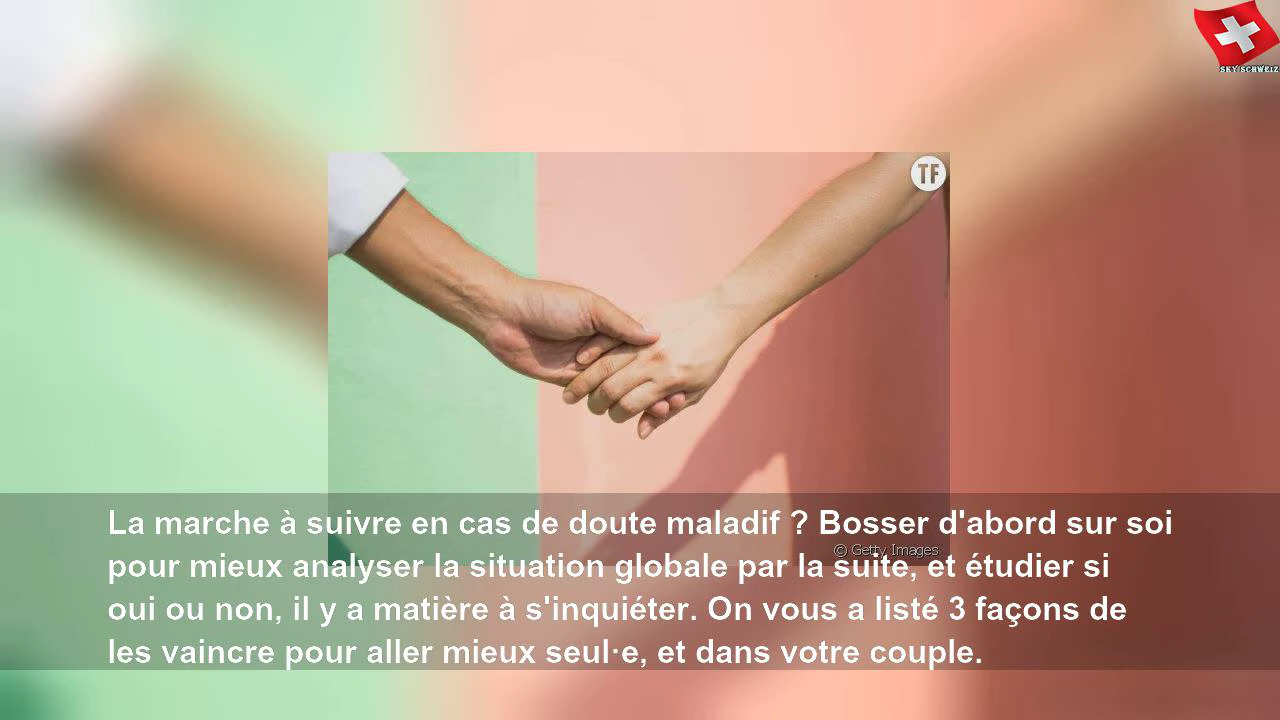 SKY SCHWEIZ
TF
La marche à suivre en cas de doute maladif ? Bosser d'abord sur soi
© Getty Images
pour mieux analyser la situation globale par la suite, et étudier si
oui ou non, il y a matière à s'inquiéter. On vous a listé 3 façons de
les vaincre pour aller mieux seul·e, et dans votre couple.